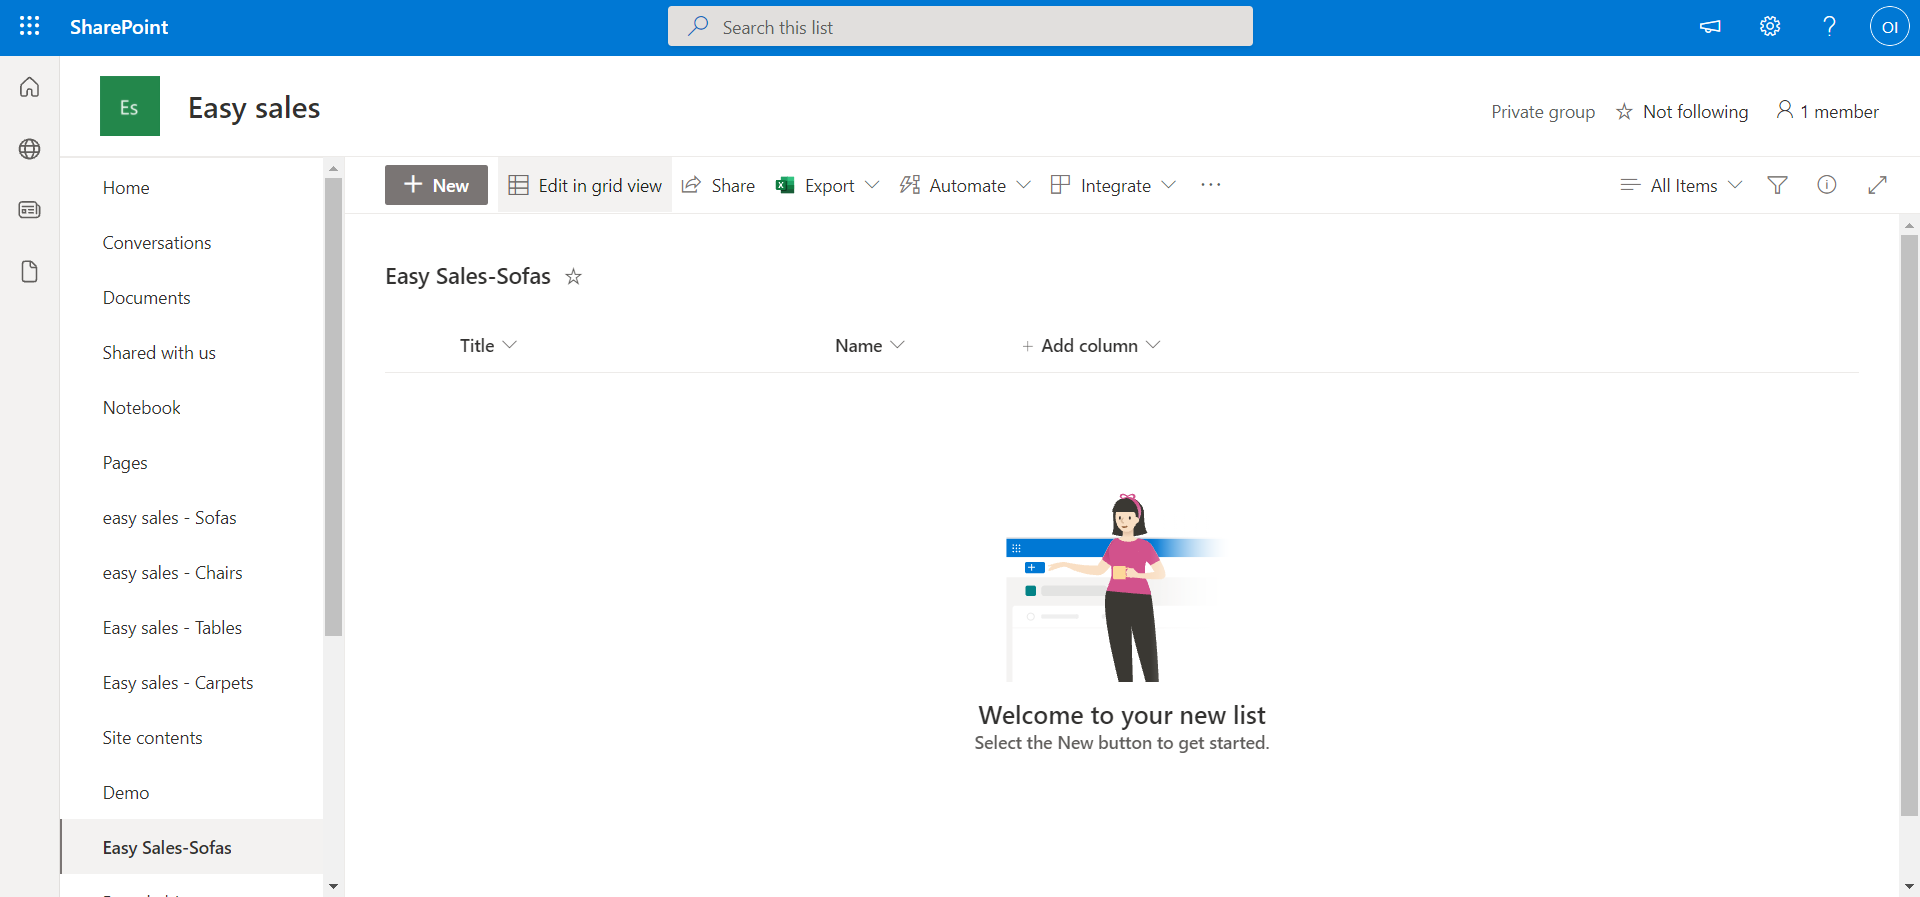 SharePoint
Search this list
OI
Es
Easy sales
Private group
Not following
1 member
Home
Conversations
Documents
Shared with us
Notebook
Pages
easy sales - Sofas
easy sales - Chairs
Easy sales - Tables
Easy sales - Carpets
Site contents
Demo
Easy Sales-Sofas
+ New
Edit in grid view
Share
Export
Automate
Integrate
...
All Items
Easy Sales-Sofas
Title
Name
+ Add column
Welcome to your new list
Select the New button to get started.